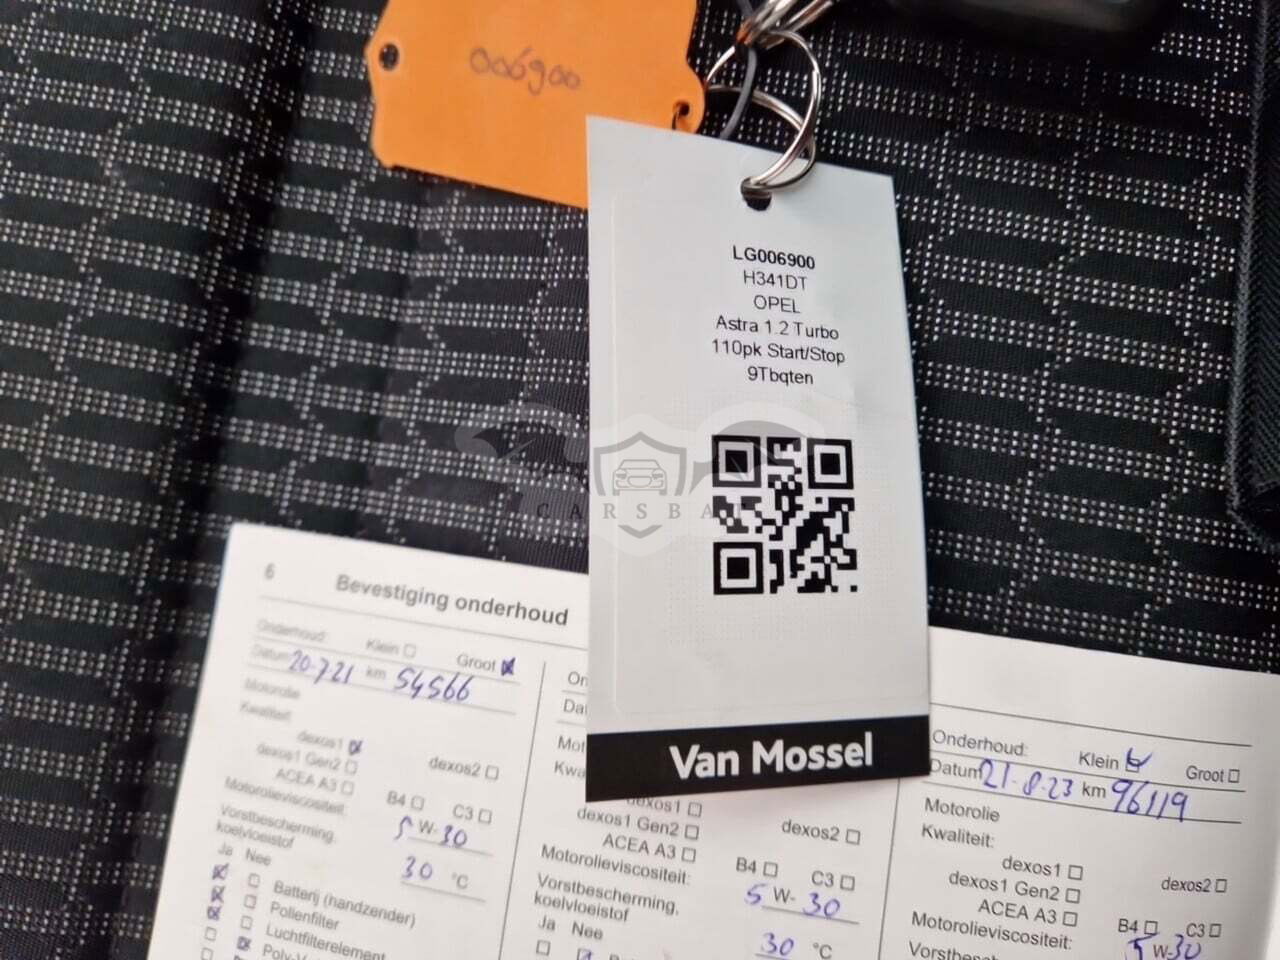 006900
LG006900
H341DT
OPEL
Astra 1.2 Turbo
110pk Start/Stop
9Tbqten
CARSBA
Van Mossel
6 Bevestiging onderhoud
Onderhoud: Klein Groot
Datum 20-7-21 km 54566
Motorolie
Kwaliteit:
dexos1
dexos1 Gen2 dexos2
ACEA A3 B4 C3
Motorolieviscositeit: 5 W-30
Vorstbescherming,
koelvloeistof 30 °C
Ja Nee
Batterij (handzender)
Pollenfilter
Luchtfilterelement
dexos1
dexos1 Gen2 dexos2
ACEA A3 B4 C3
Motorolieviscositeit: 5 W-30
Vorstbescherming,
koelvloeistof 30 °C
Ja Nee
Onderhoud: Klein Groot
Datum 21-8-23 km 96119
Motorolie
Kwaliteit:
dexos1
dexos1 Gen2 dexos2
ACEA A3 B4 C3
Motorolieviscositeit: 5 W-30